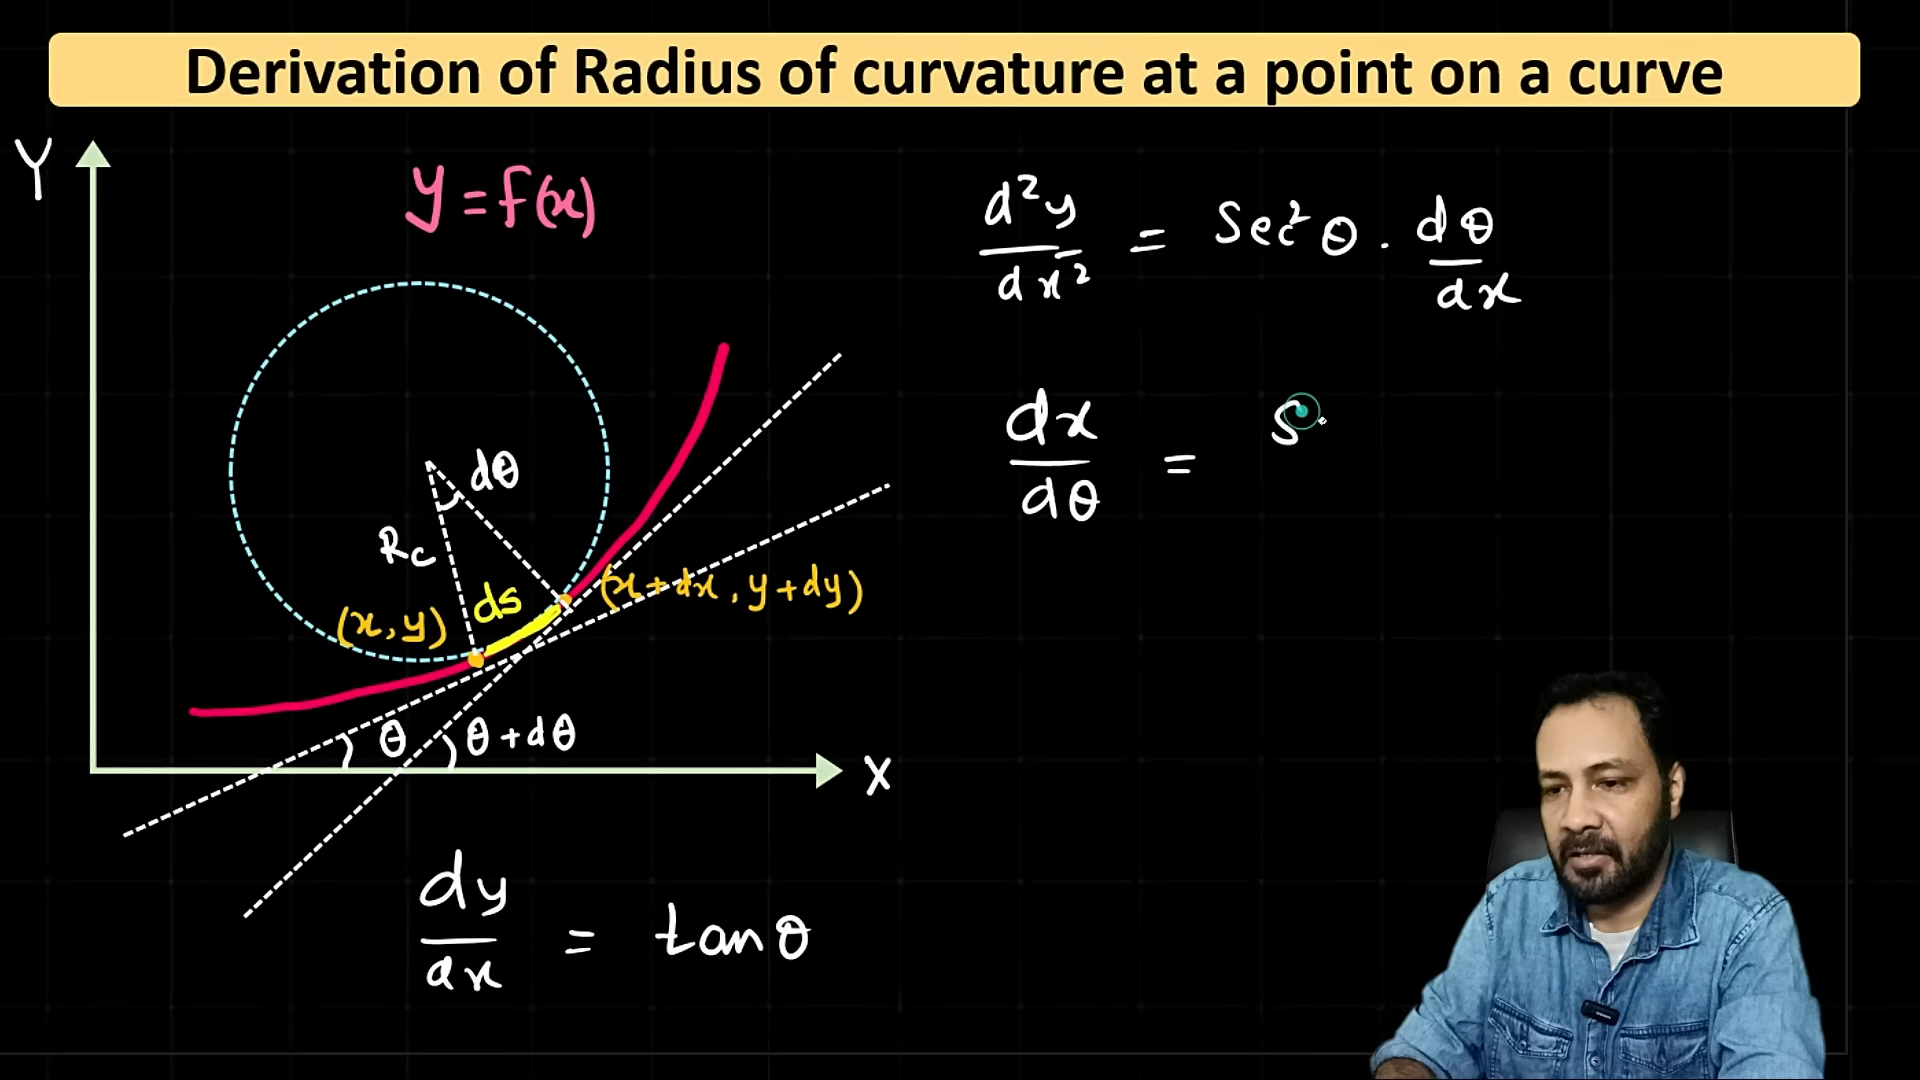 Derivation of Radius of curvature at a point on a curve
Y
y = f(x)
dθ
Rc
ds
(x, y)
(x+dx, y+dy)
θ
θ+dθ
X
dy/dx = tanθ
d²y/dx² = Sec²θ . dθ/dx
dx/dθ = S